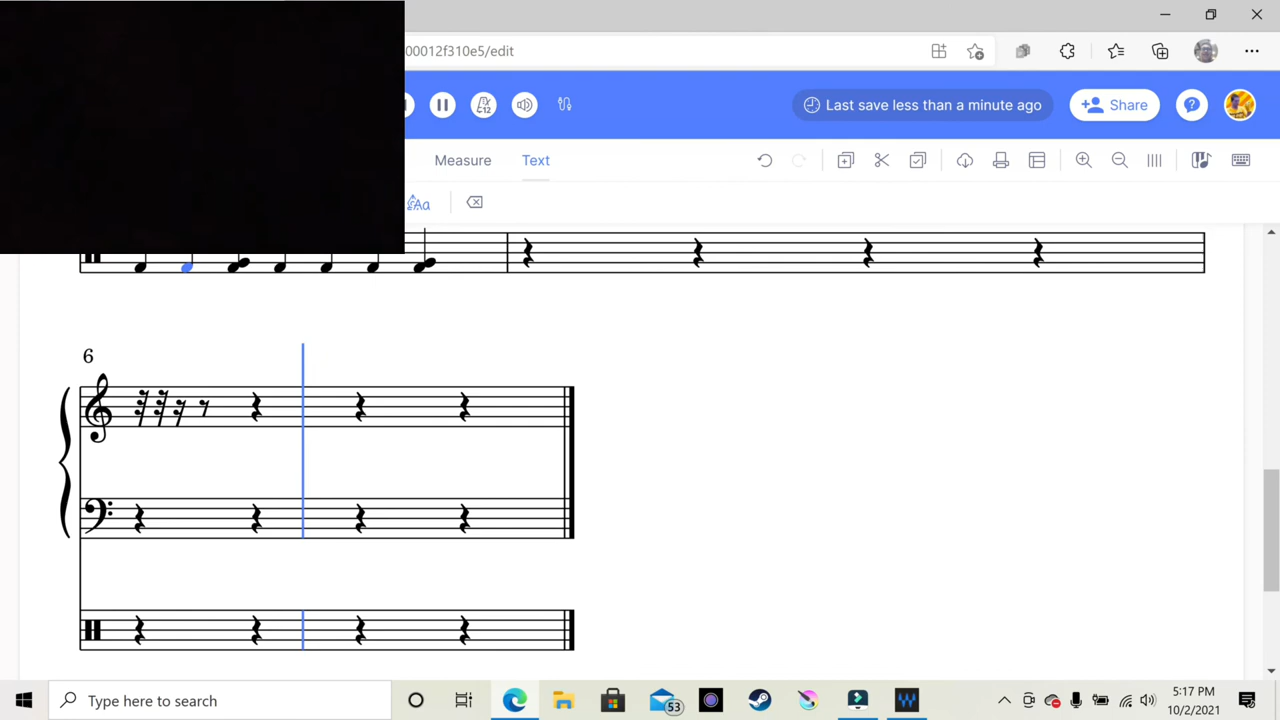 00012f310e5/edit
Last save less than a minute ago
Share
Measure
Text
Aa
6
Type here to search
53
5:17 PM
10/2/2021